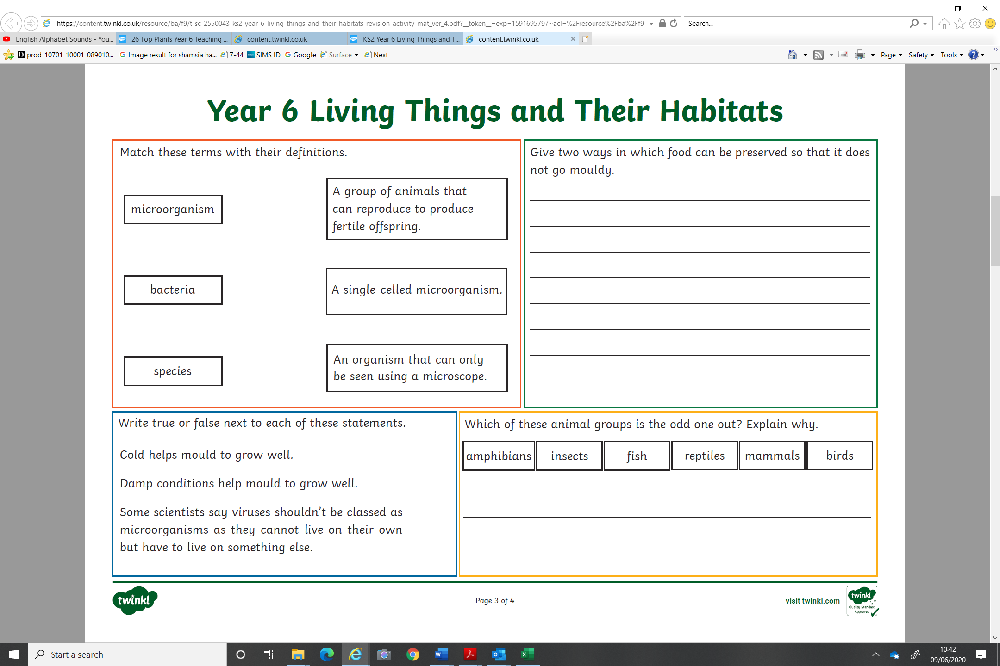 https://content.twinkl.co.uk/resource/ba/f9/t-sc-2550043-ks2-year-6-living-things-and-their-habitats-revision-activity-mat_ver_4.pdf?__token__=exp=1591695797~acl=%2Fresource%2Fba%2Ff9
Search...
English Alphabet Sounds - You...
26 Top Plants Year 6 Teaching ...
content.twinkl.co.uk
KS2 Year 6 Living Things and T...
content.twinkl.co.uk
prod_10701_10001_089010...
Image result for shamsia ha...
7-44
SIMS ID
Google
Surface
Next
Page
Safety
Tools
Year 6 Living Things and Their Habitats
Match these terms with their definitions.
microorganism
bacteria
species
A group of animals that
can reproduce to produce
fertile offspring.
A single-celled microorganism.
An organism that can only
be seen using a microscope.
Give two ways in which food can be preserved so that it does
not go mouldy.
Write true or false next to each of these statements.
Cold helps mould to grow well.
Damp conditions help mould to grow well.
Some scientists say viruses shouldn't be classed as
microorganisms as they cannot live on their own
but have to live on something else.
Which of these animal groups is the odd one out? Explain why.
amphibians
insects
fish
reptiles
mammals
birds
twinkl
Page 3 of 4
visit twinkl.com
twinkl
Quality Standard
Approved
Start a search
10:42
09/06/2020